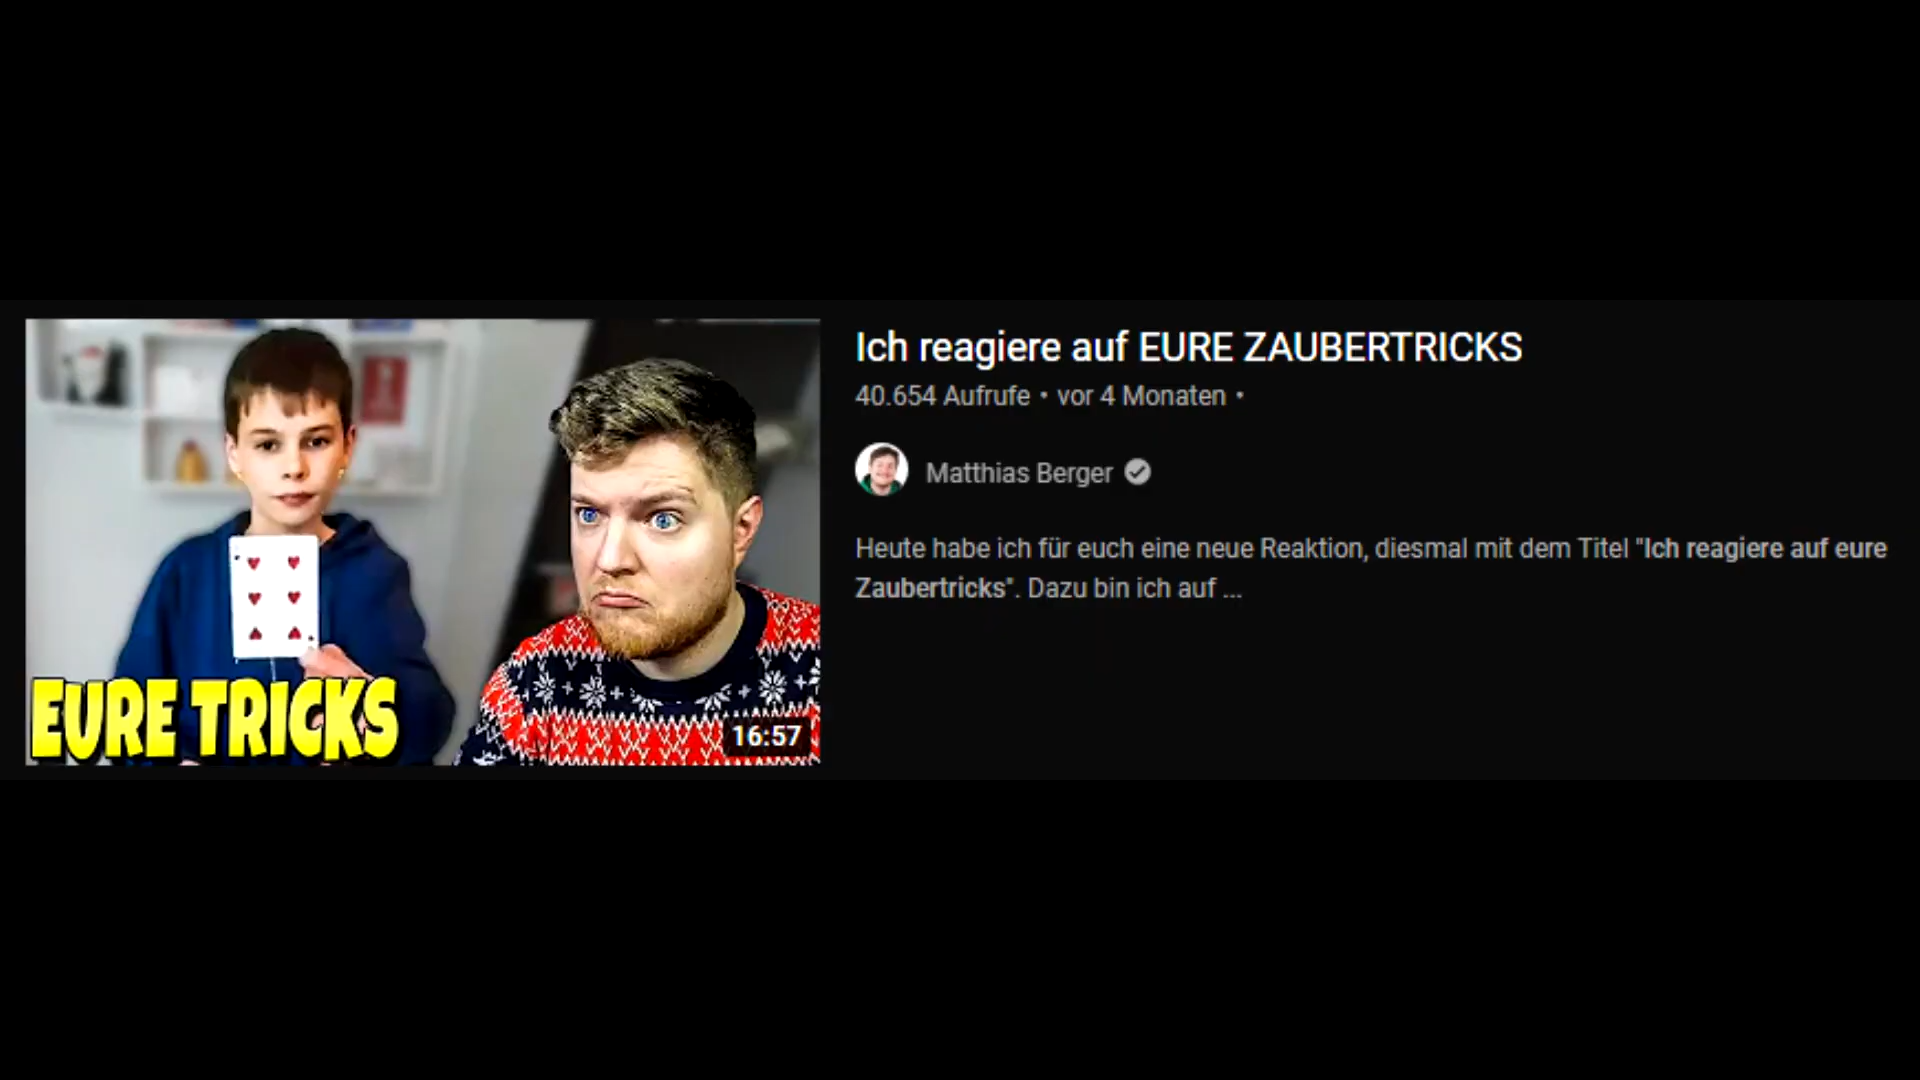 Ich reagiere auf EURE ZAUBERTRICKS
40.654 Aufrufe • vor 4 Monaten •
Matthias Berger
Heute habe ich für euch eine neue Reaktion, diesmal mit dem Titel "Ich reagiere auf eure
Zaubertricks". Dazu bin ich auf ...
EURE TRICKS
16:57